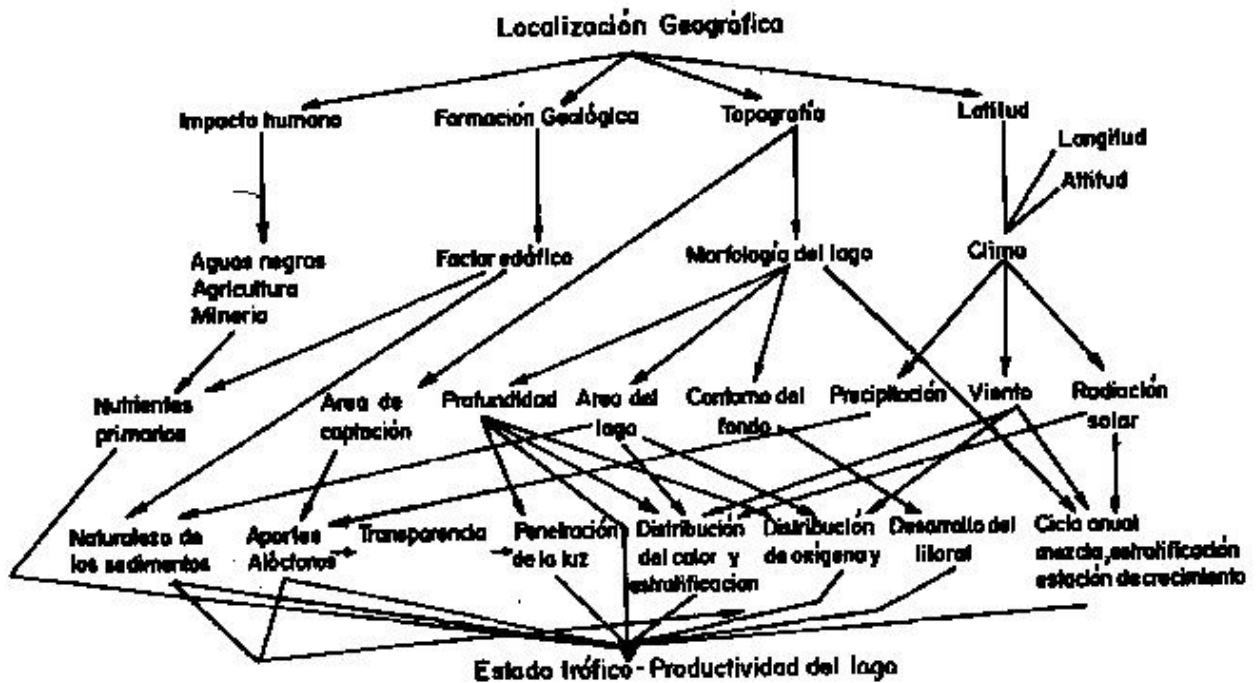 Localización Geográfica
Impacto humano
Formación Geológica
Topografía
Latitud
Longitud
Altitud
Aguas negras
Agricultura
Minería
Factor edáfico
Morfología del lago
Clima
Nutrientes
primarios
Area de
captación
Profundidad
Area del
lago
Contorno del
fondo
Precipitación
Viento
Radiación
solar
Naturaleza de
los sedimentos
Aportes
Alóctonos
Transparencia
Penetración
de la luz
Distribución
del calor y
estratificacion
Distribución
de oxígeno y
Desarrollo del
litoral
Ciclo anual
mezcla, estratificación
estación de crecimiento
Estado trófico - Productividad del lago